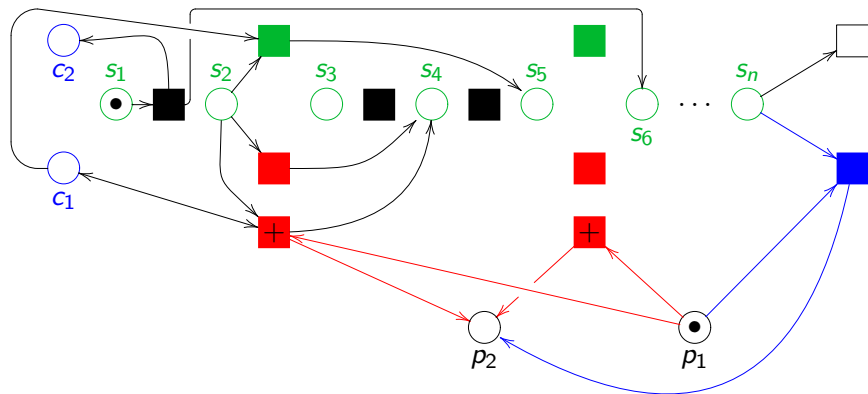 c₂
s₁ s₂ s₃ s₄ s₅ s₆ ⋯ sₙ
c₁
+ +
p₂ p₁